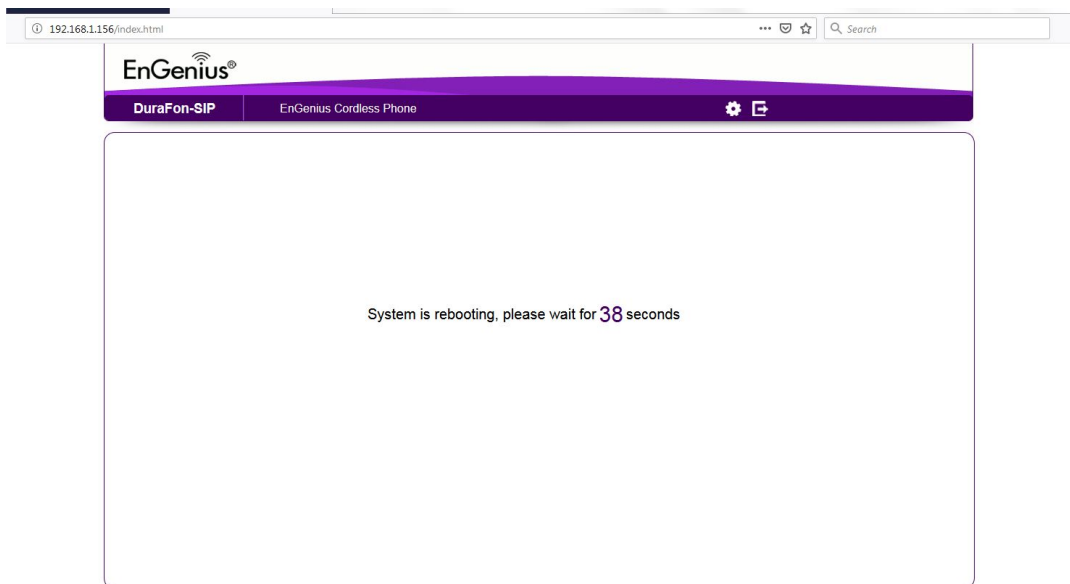 192.168.1.156/index.html
Search
EnGenius®
DuraFon-SIP
EnGenius Cordless Phone
System is rebooting, please wait for 38 seconds